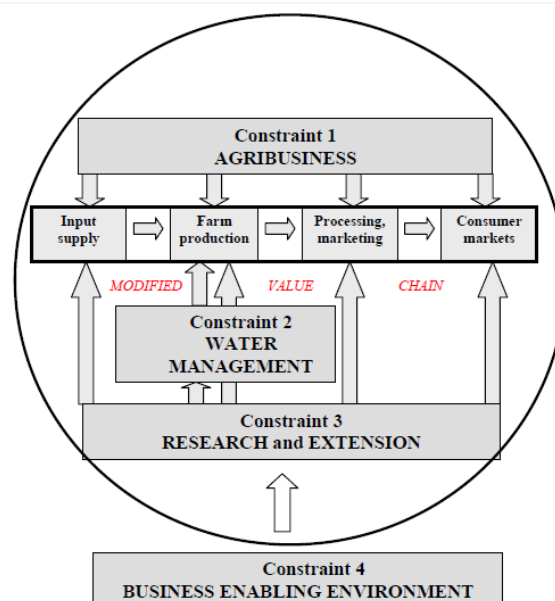 Constraint 1
AGRIBUSINESS
Input supply
Farm production
Processing, marketing
Consumer markets
MODIFIED VALUE CHAIN
Constraint 2
WATER
MANAGEMENT
Constraint 3
RESEARCH and EXTENSION
Constraint 4
BUSINESS ENABLING ENVIRONMENT